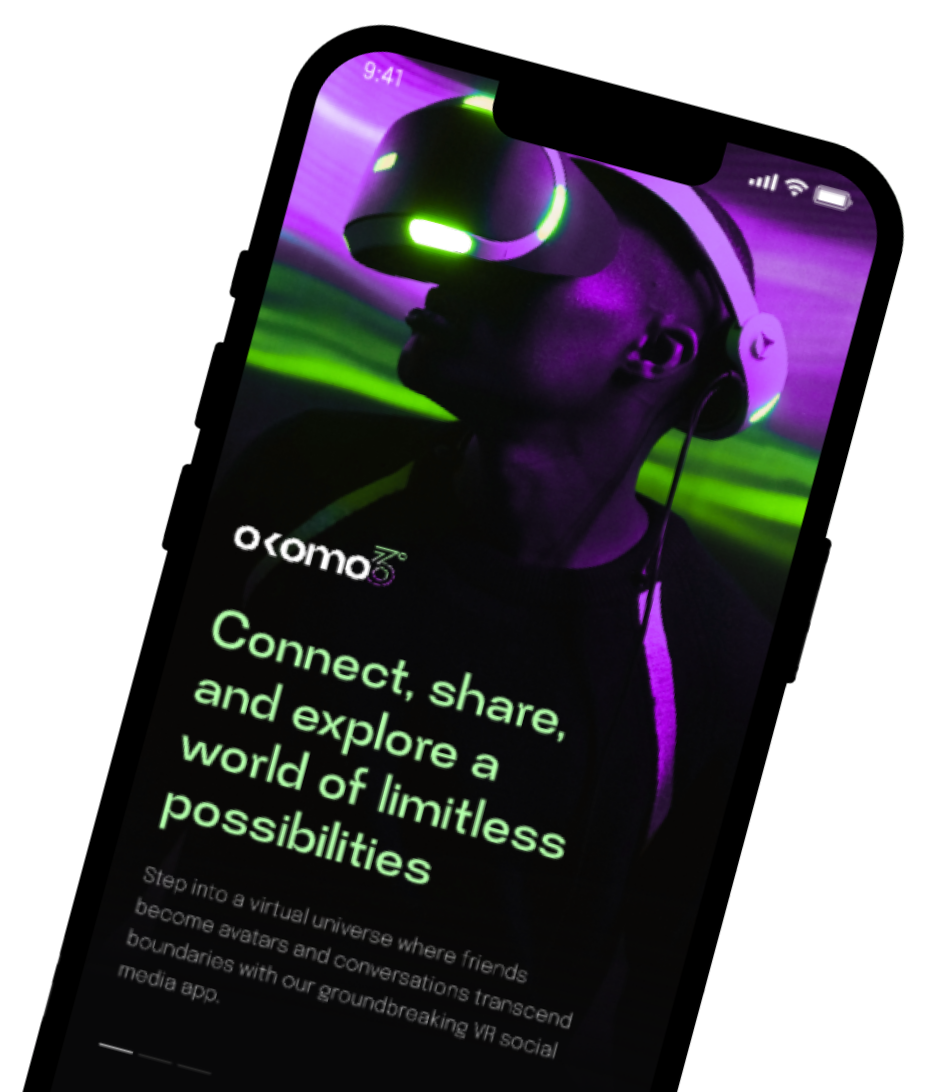 9:41
okomo3°
Connect, share,
and explore a
world of limitless
possibilities
Step into a virtual universe where friends
become avatars and conversations transcend
boundaries with our groundbreaking VR social
media app.